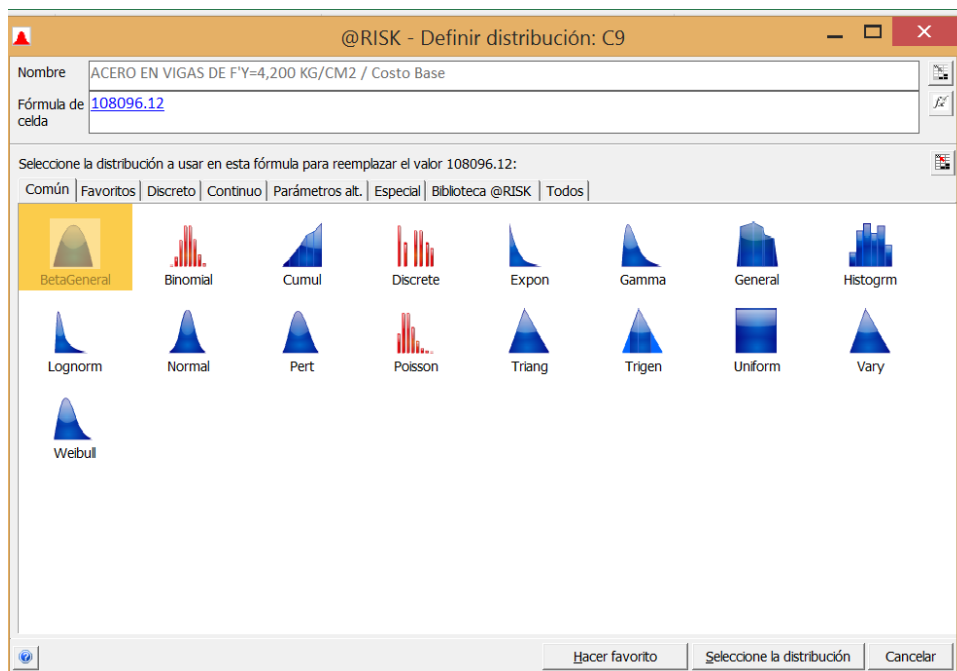 @RISK - Definir distribución: C9
Nombre
ACERO EN VIGAS DE F'Y=4,200 KG/CM2 / Costo Base
Fórmula de celda
108096.12
Seleccione la distribución a usar en esta fórmula para reemplazar el valor 108096.12:
Común Favoritos Discreto Continuo Parámetros alt. Especial Biblioteca @RISK Todos
BetaGeneral Binomial Cumul Discrete Expon Gamma General Histogrm
Lognorm Normal Pert Poisson Triang Trigen Uniform Vary
Weibull
Hacer favorito Seleccione la distribución Cancelar